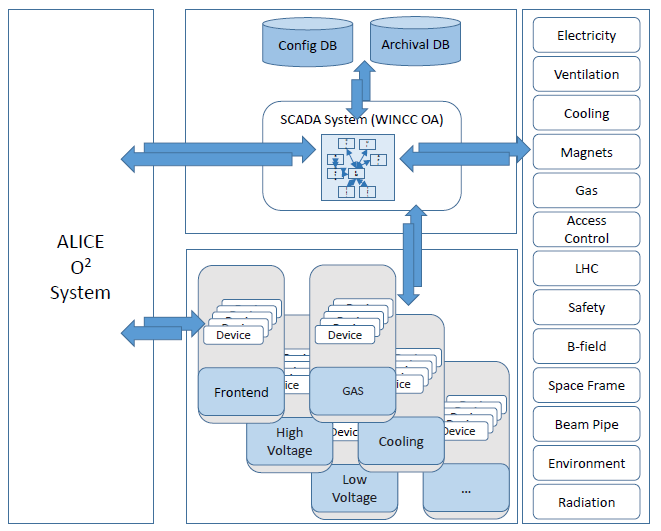 Config DB
Archival DB
SCADA System (WINCC OA)
ALICE
O²
System
Device
Device
Device
Device
Frontend
GAS
High
Voltage
Cooling
Low
Voltage
...
Electricity
Ventilation
Cooling
Magnets
Gas
Access
Control
LHC
Safety
B-field
Space Frame
Beam Pipe
Environment
Radiation